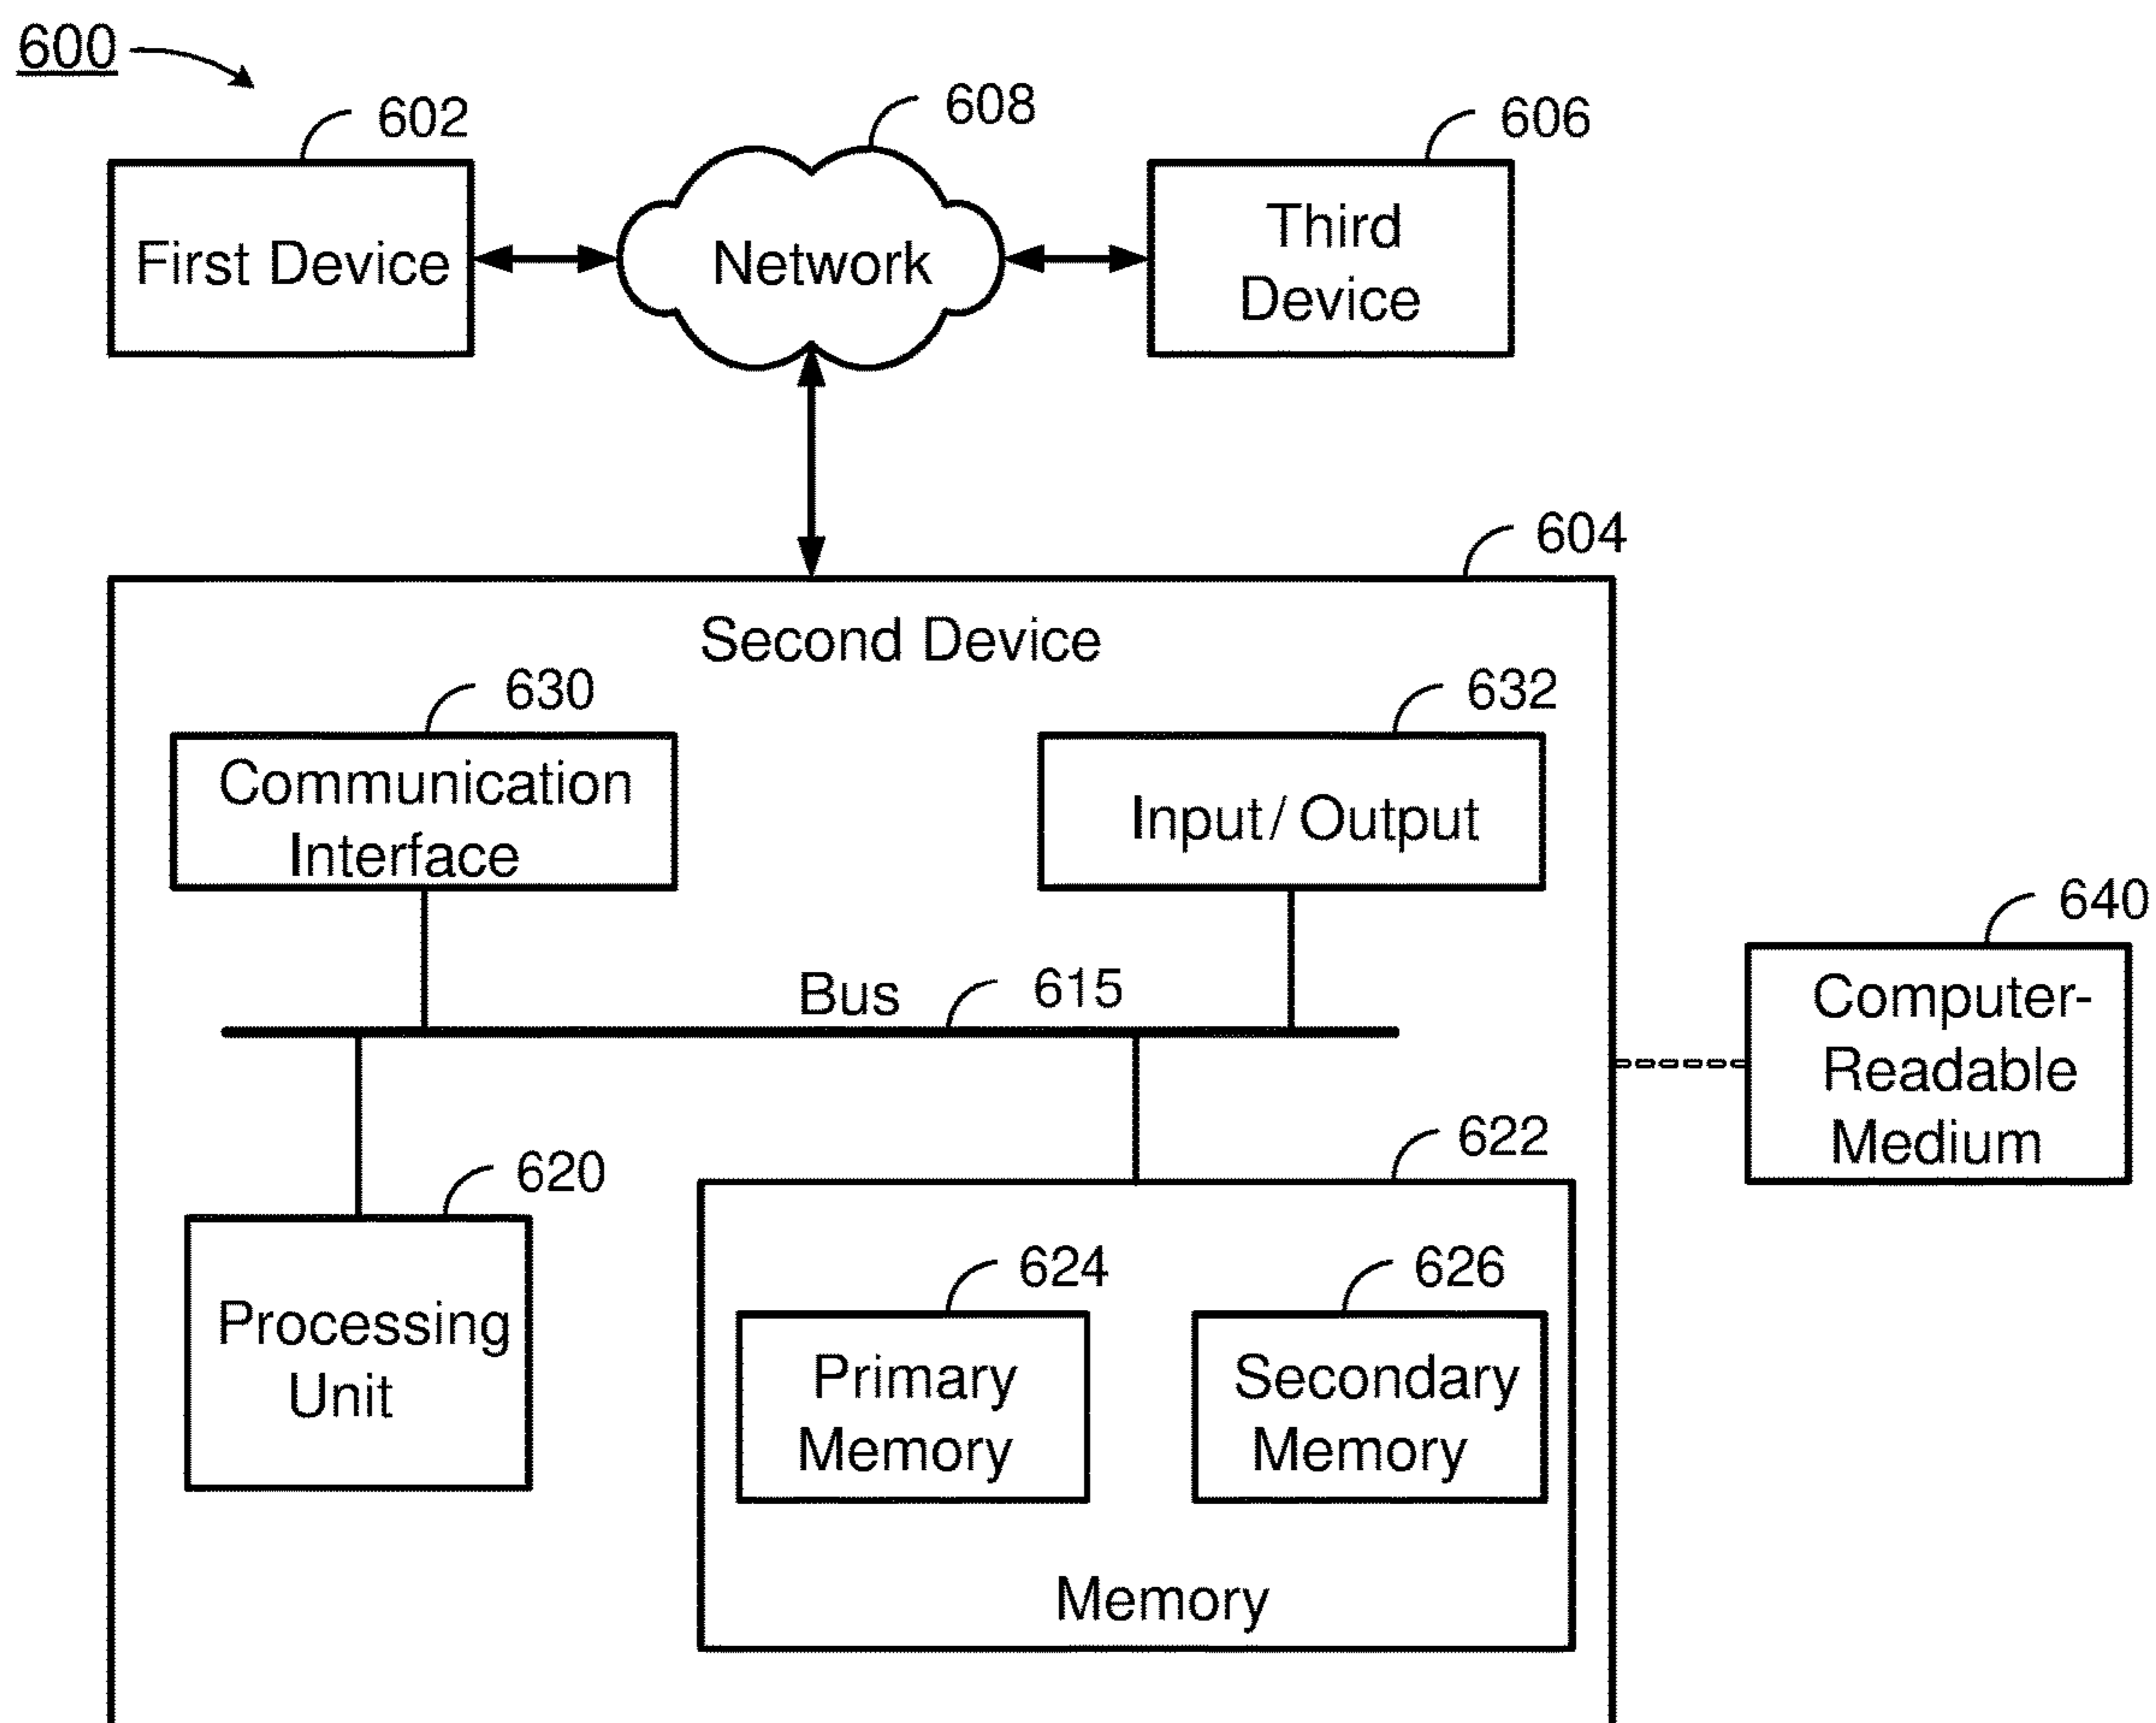 600
602
608
606
First Device
Network
Third
Device
604
Second Device
630
632
Communication
Interface
Input/Output
640
Computer-
Readable
Medium
Bus
615
620
622
Processing
Unit
624
626
Primary
Memory
Secondary
Memory
Memory